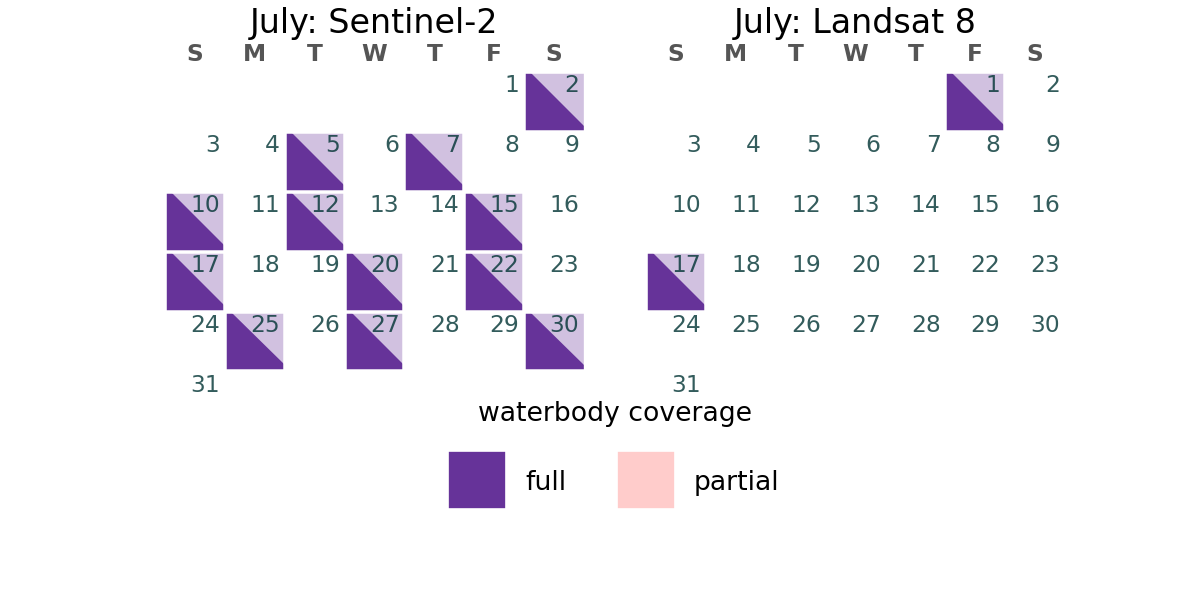 July: Sentinel-2
S M T W T F S
1 2
3 4 5 6 7 8 9
10 11 12 13 14 15 16
17 18 19 20 21 22 23
24 25 26 27 28 29 30
31
July: Landsat 8
S M T W T F S
1 2
3 4 5 6 7 8 9
10 11 12 13 14 15 16
17 18 19 20 21 22 23
24 25 26 27 28 29 30
31
waterbody coverage
full
partial